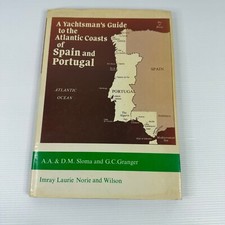 A Yachtsman's Guide
to the
Atlantic Coasts
of
Spain and
Portugal
ATLANTIC
OCEAN
PORTUGAL
SPAIN
A.A. & D.M. Sloma and G.C. Granger
Imray Laurie Norie and Wilson